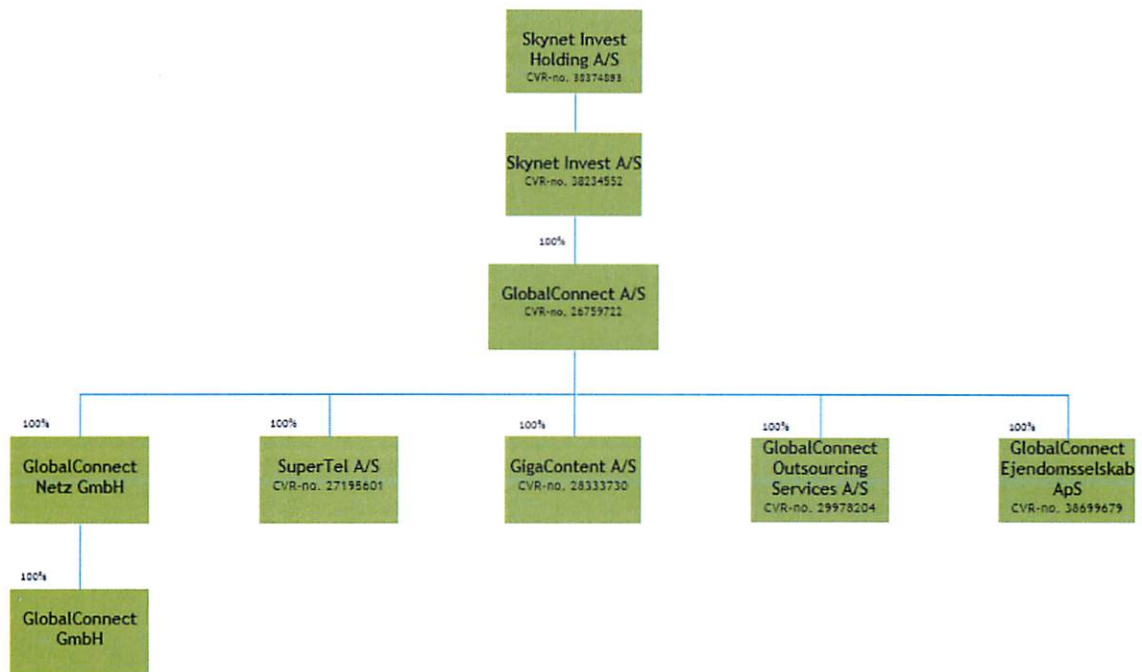 Skynet Invest
Holding A/S
CVR-no. 38374893
Skynet Invest A/S
CVR-no. 38234552
100%
GlobalConnect A/S
CVR-no. 26759722
100%
GlobalConnect
Netz GmbH
100%
SuperTel A/S
CVR-no. 27195601
100%
GigaContent A/S
CVR-no. 28333730
100%
GlobalConnect
Outsourcing
Services A/S
CVR-no. 29978204
100%
GlobalConnect
Ejendomsselskab
ApS
CVR-no. 38699679
100%
GlobalConnect
GmbH